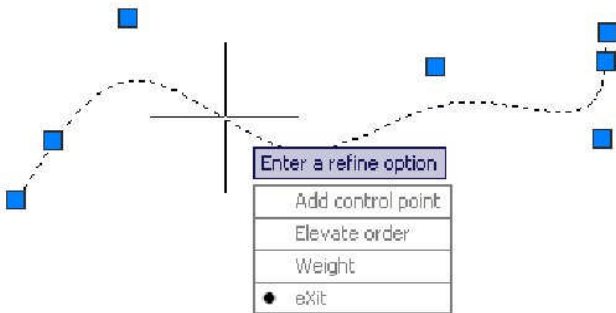 Enter a refine option
Add control point
Elevate order
Weight
eXit